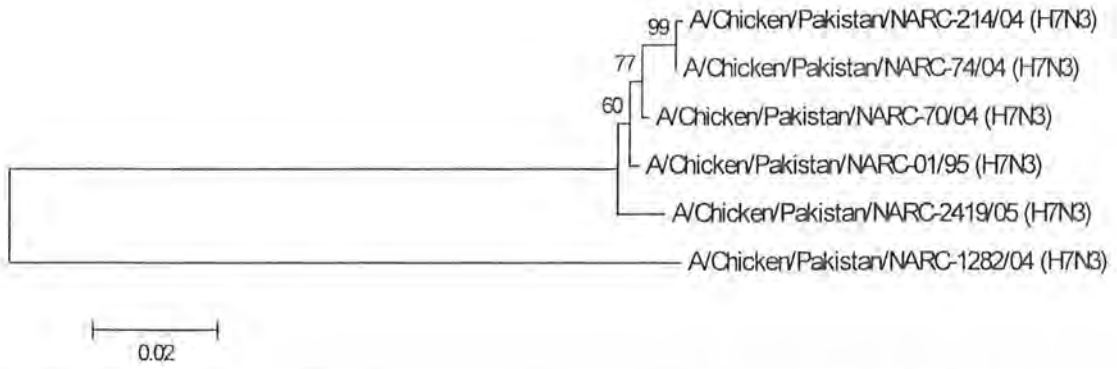 99
A/Chicken/Pakistan/NARC-214/04 (H7N3)
77
A/Chicken/Pakistan/NARC-74/04 (H7N3)
60
A/Chicken/Pakistan/NARC-70/04 (H7N3)
A/Chicken/Pakistan/NARC-01/95 (H7N3)
A/Chicken/Pakistan/NARC-2419/05 (H7N3)
A/Chicken/Pakistan/NARC-1282/04 (H7N3)
0.02